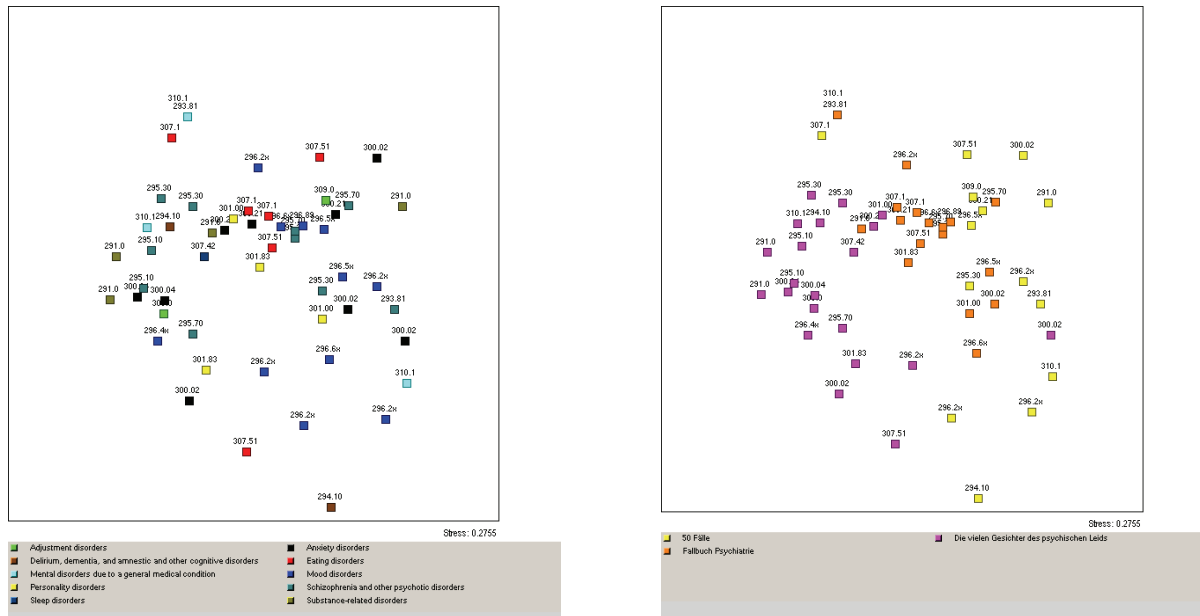 310.1
293.81
307.1
296.2x
307.51
300.02
295.30
295.30
309.0
295.70
291.0
310.1
294.10
301.00
307.1
307.1
296.5x
295.10
307.42
307.51
291.0
301.83
295.10
296.5x
296.2x
291.0
300.04
295.30
300.02
293.81
301.00
296.4x
295.70
300.02
301.83
296.2x
296.6x
310.1
300.02
296.2x
296.2x
307.51
294.10
Stress: 0.2755
Adjustment disorders
Delirium, dementia, and amnestic and other cognitive disorders
Mental disorders due to a general medical condition
Personality disorders
Sleep disorders
Anxiety disorders
Eating disorders
Mood disorders
Schizophrenia and other psychotic disorders
Substance-related disorders
310.1
293.81
307.1
296.2x
307.51
300.02
295.30
295.30
309.0
295.70
291.0
310.1
294.10
301.00
307.1
307.1
296.5x
295.10
307.42
307.51
291.0
301.83
295.10
296.5x
296.2x
291.0
300.04
295.30
300.02
293.81
301.00
296.4x
295.70
300.02
301.83
296.2x
296.6x
310.1
300.02
296.2x
296.2x
307.51
294.10
Stress: 0.2755
50 Fälle
Fallbuch Psychiatrie
Die vielen Gesichter des psychischen Leids